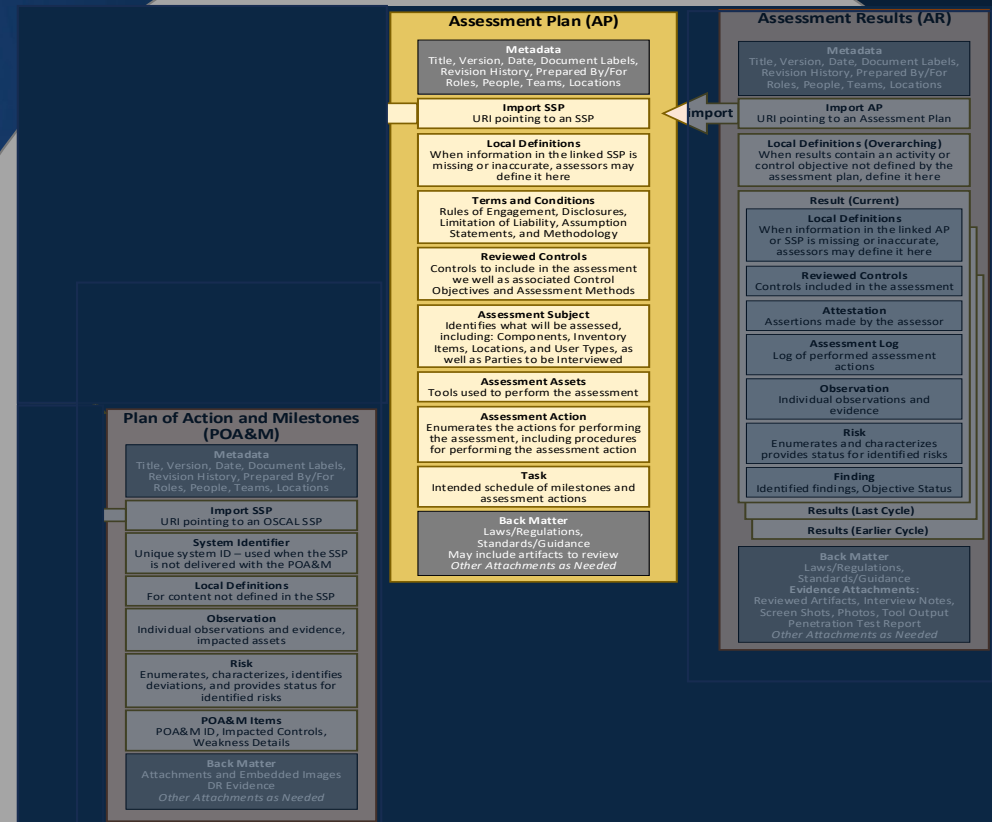 Assessment Plan (AP)
Metadata
Title, Version, Date, Document Labels,
Revision History, Prepared By/For
Roles, People, Teams, Locations
Import SSP
URI pointing to an SSP
Local Definitions
When information in the linked SSP is
missing or inaccurate, assessors may
define it here
Terms and Conditions
Rules of Engagement, Disclosures,
Limitation of Liability, Assumption
Statements, and Methodology
Reviewed Controls
Controls to include in the assessment
we well as associated Control
Objectives and Assessment Methods
Assessment Subject
Identifies what will be assessed,
including: Components, Inventory
Items, Locations, and User Types, as
well as Parties to be Interviewed
Assessment Assets
Tools used to perform the assessment
Assessment Action
Enumerates the actions for performing
the assessment, including procedures
for performing the assessment action
Task
Intended schedule of milestones and
assessment actions
Back Matter
Laws/Regulations,
Standards/Guidance
May include artifacts to review
Other Attachments as Needed
import
Assessment Results (AR)
Metadata
Title, Version, Date, Document Labels,
Revision History, Prepared By/For
Roles, People, Teams, Locations
Import AP
URI pointing to an Assessment Plan
Local Definitions (Overarching)
When results contain an activity or
control objective not defined by the
assessment plan, define it here
Result (Current)
Local Definitions
When information in the linked AP
or SSP is missing or inaccurate,
assessors may define it here
Reviewed Controls
Controls included in the assessment
Attestation
Assertions made by the assessor
Assessment Log
Log of performed assessment
actions
Observation
Individual observations and
evidence
Risk
Enumerates and characterizes
provides status for identified risks
Finding
Identified findings, Objective Status
Results (Last Cycle)
Results (Earlier Cycle)
Back Matter
Laws/Regulations,
Standards/Guidance
Evidence Attachments:
Reviewed Artifacts, Interview Notes,
Screen Shots, Photos, Tool Output
Penetration Test Report
Other Attachments as Needed
Plan of Action and Milestones
(POA&M)
Metadata
Title, Version, Date, Document Labels,
Revision History, Prepared By/For
Roles, People, Teams, Locations
Import SSP
URI pointing to an OSCAL SSP
System Identifier
Unique system ID – used when the SSP
is not delivered with the POA&M
Local Definitions
For content not defined in the SSP
Observation
Individual observations and evidence,
impacted assets
Risk
Enumerates, characterizes, identifies
deviations, and provides status for
identified risks
POA&M Items
POA&M ID, Impacted Controls,
Weakness Details
Back Matter
Attachments and Embedded Images
DR Evidence
Other Attachments as Needed